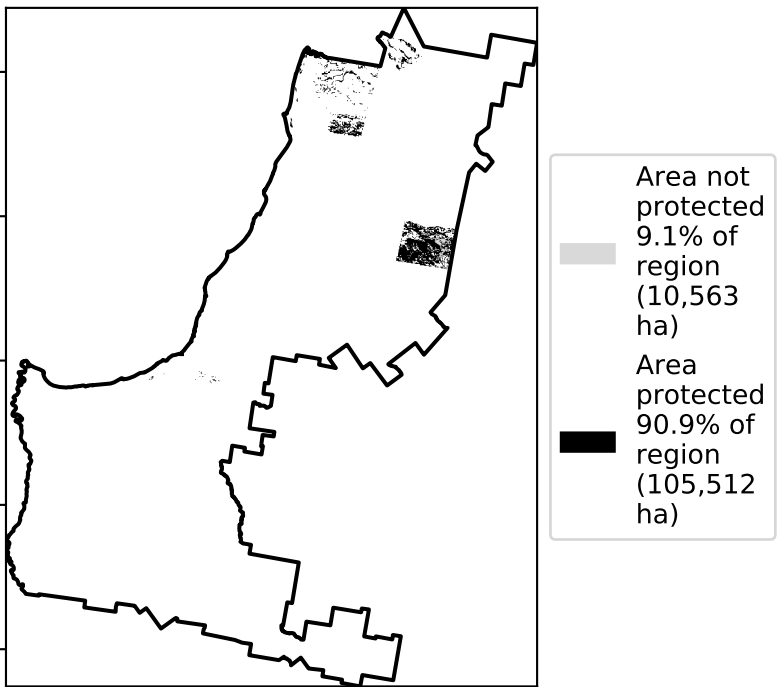 Area not
protected
9.1% of
region
(10,563
ha)
Area
protected
90.9% of
region
(105,512
ha)